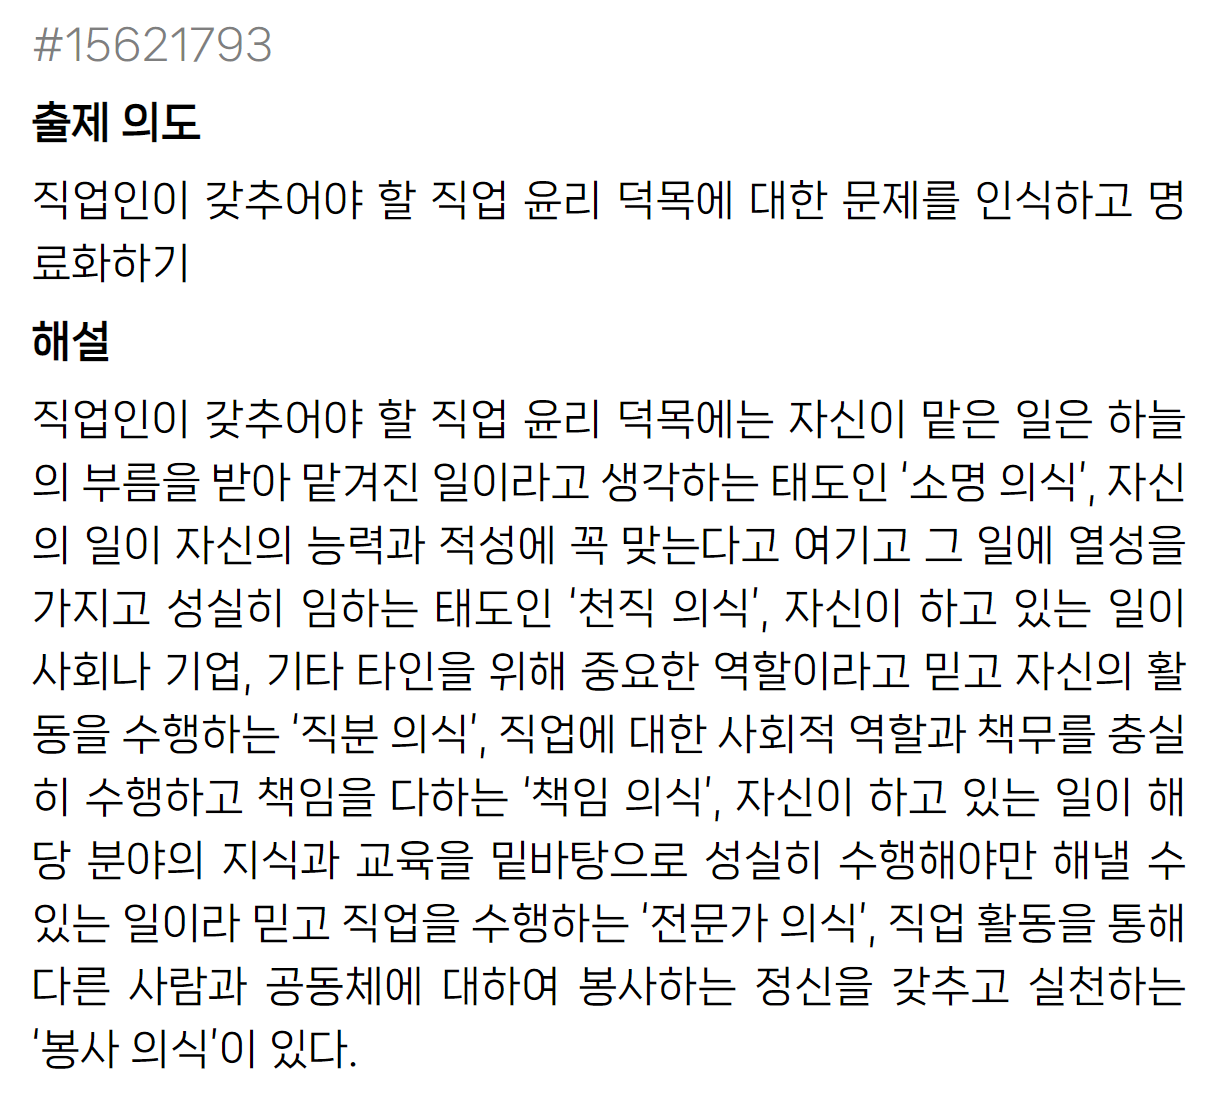 #15621793
출제 의도
직업인이 갖추어야 할 직업 윤리 덕목에 대한 문제를 인식하고 명
료화하기
해설
직업인이 갖추어야 할 직업 윤리 덕목에는 자신이 맡은 일은 하늘
의 부름을 받아 맡겨진 일이라고 생각하는 태도인 ‘소명 의식’, 자신
의 일이 자신의 능력과 적성에 꼭 맞는다고 여기고 그 일에 열성을
가지고 성실히 임하는 태도인 ‘천직 의식’, 자신이 하고 있는 일이
사회나 기업, 기타 타인을 위해 중요한 역할이라고 믿고 자신의 활
동을 수행하는 ‘직분 의식’, 직업에 대한 사회적 역할과 책무를 충실
히 수행하고 책임을 다하는 ‘책임 의식’, 자신이 하고 있는 일이 해
당 분야의 지식과 교육을 밑바탕으로 성실히 수행해야만 해낼 수
있는 일이라 믿고 직업을 수행하는 ‘전문가 의식’, 직업 활동을 통해
다른 사람과 공동체에 대하여 봉사하는 정신을 갖추고 실천하는
‘봉사 의식’이 있다.